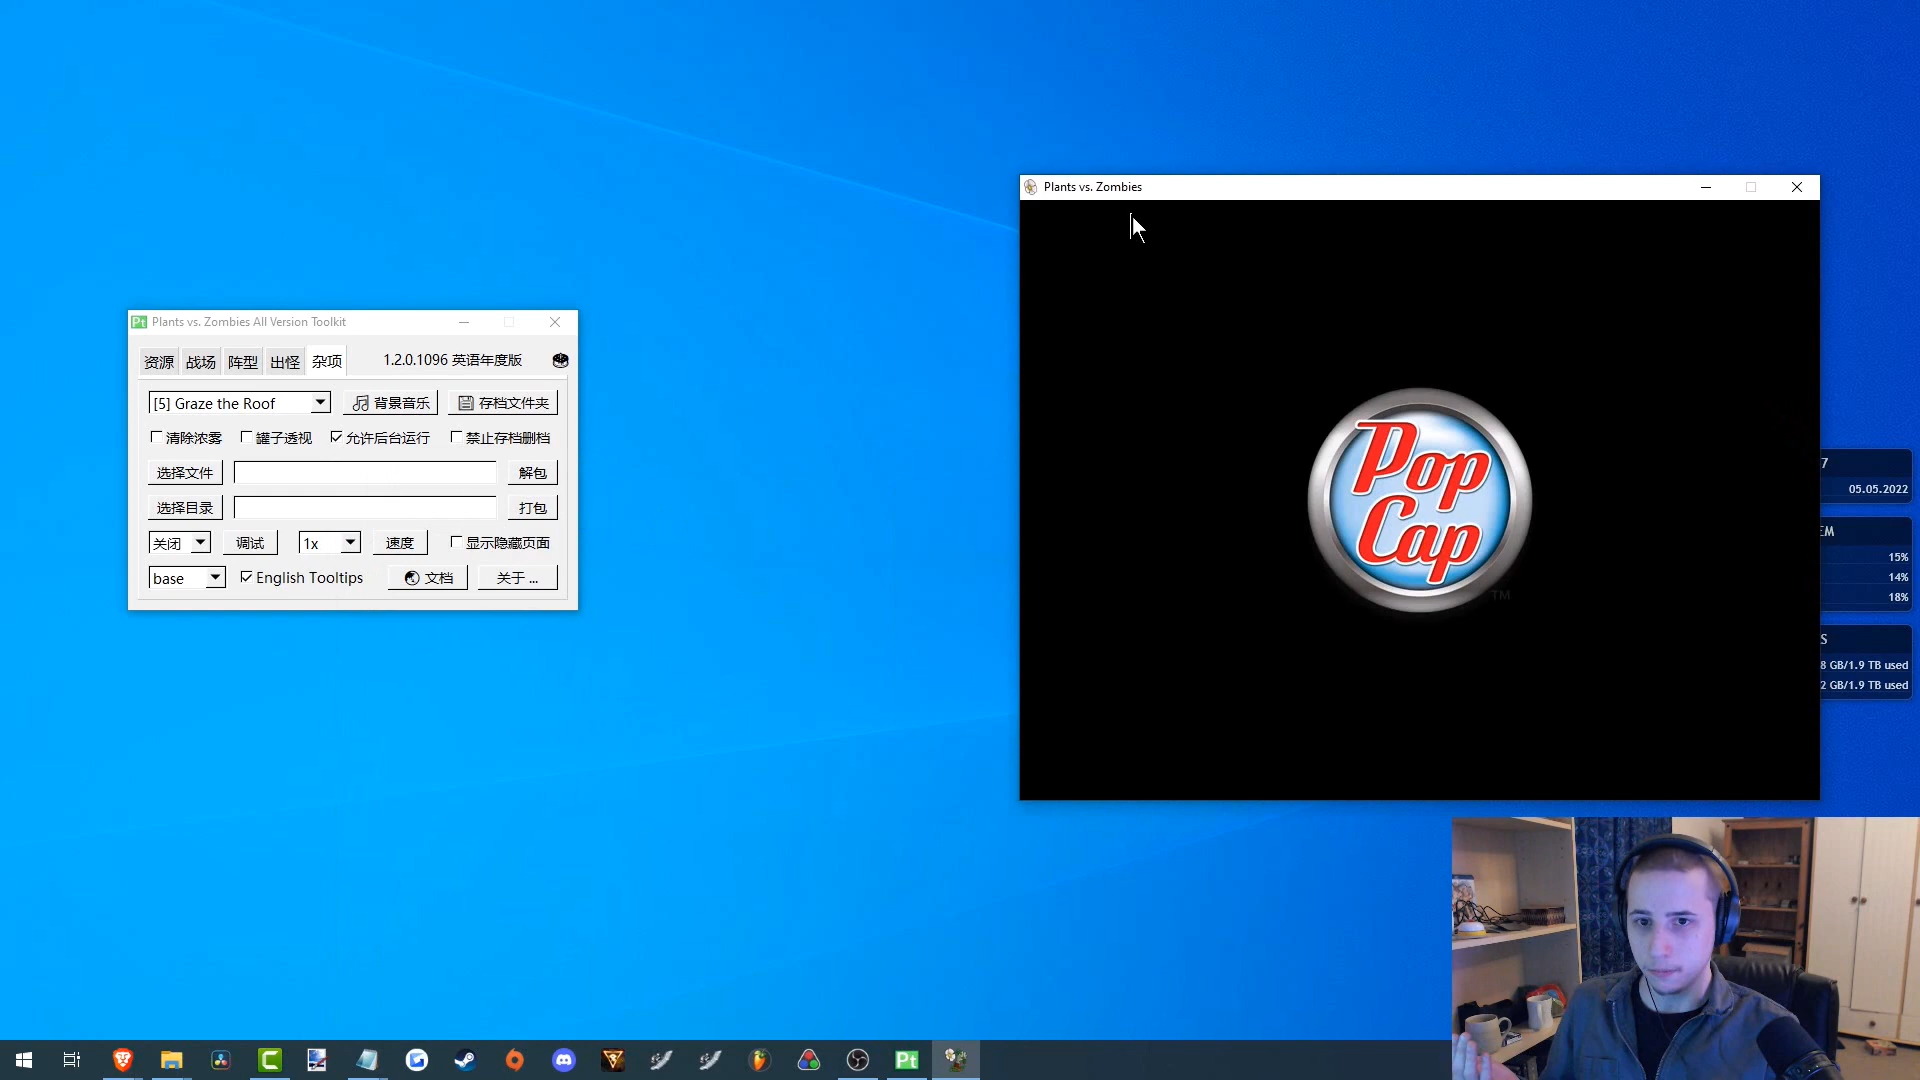 Plants vs. Zombies
Plants vs. Zombies All Version Toolkit
资源 战场 阵型 出怪 杂项 1.2.0.1096 英语年度版
[5] Graze the Roof 背景音乐 存档文件夹
清除浓雾 罐子透视 允许后台运行 禁止存档删档
选择文件 解包
选择目录 打包
关闭 调试 1x 速度 显示隐藏页面
base English Tooltips 文档 关于 ...
Pop
Cap
TM
7
05.05.2022
EM
15%
14%
18%
S
8 GB/1.9 TB used
2 GB/1.9 TB used
Pt
Pt